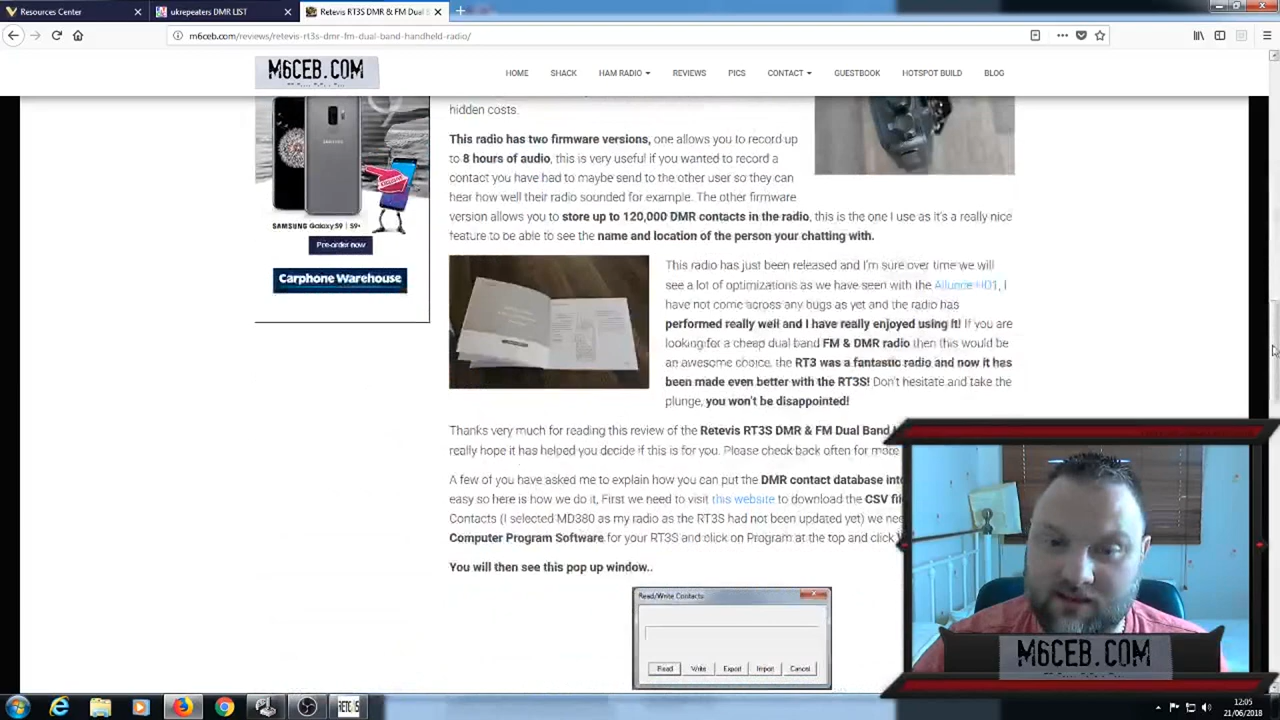 Resources Center
ukrepeaters DMR LIST
Retevis RT3S DMR & FM Dual
m6ceb.com/reviews/retevis-rt3s-dmr-fm-dual-band-handheld-radio/
M6CEB.COM
HOME SHACK HAM RADIO REVIEWS PICS CONTACT GUESTBOOK HOTSPOT BUILD BLOG
hidden costs.
This radio has two firmware versions, one allows you to record up
to 8 hours of audio, this is very useful if you wanted to record a
contact you have had to maybe send to the other user so they can
hear how well their radio sounded for example. The other firmware
version allows you to store up to 120,000 DMR contacts in the radio, this is the one I use as it's a really nice
feature to be able to see the name and location of the person your chatting with.
SAMSUNG Galaxy S9 | S9+
Pre-order now
Carphone Warehouse
This radio has just been released and I'm sure over time we will
see a lot of optimizations as we have seen with the Ailunce HD1, I
have not come across any bugs as yet and the radio has
performed really well and I have really enjoyed using it! If you are
looking for a cheap dual band FM & DMR radio then this would be
an awesome choice, the RT3 was a fantastic radio and now it has
been made even better with the RT3S! Don't hesitate and take the
plunge, you won't be disappointed!
Thanks very much for reading this review of the Retevis RT3S DMR & FM Dual Band
really hope it has helped you decide if this is for you. Please check back often for more
A few of you have asked me to explain how you can put the DMR contact database into
easy so here is how we do it, First we need to visit this website to download the CSV
Contacts (I selected MD380 as my radio as the RT3S had not been updated yet) we
Computer Program Software for your RT3S and click on Program at the top and click
You will then see this pop up window..
Read/Write Contacts
Read Write Export Import Cancel
M6CEB.COM
12:05
21/06/2018